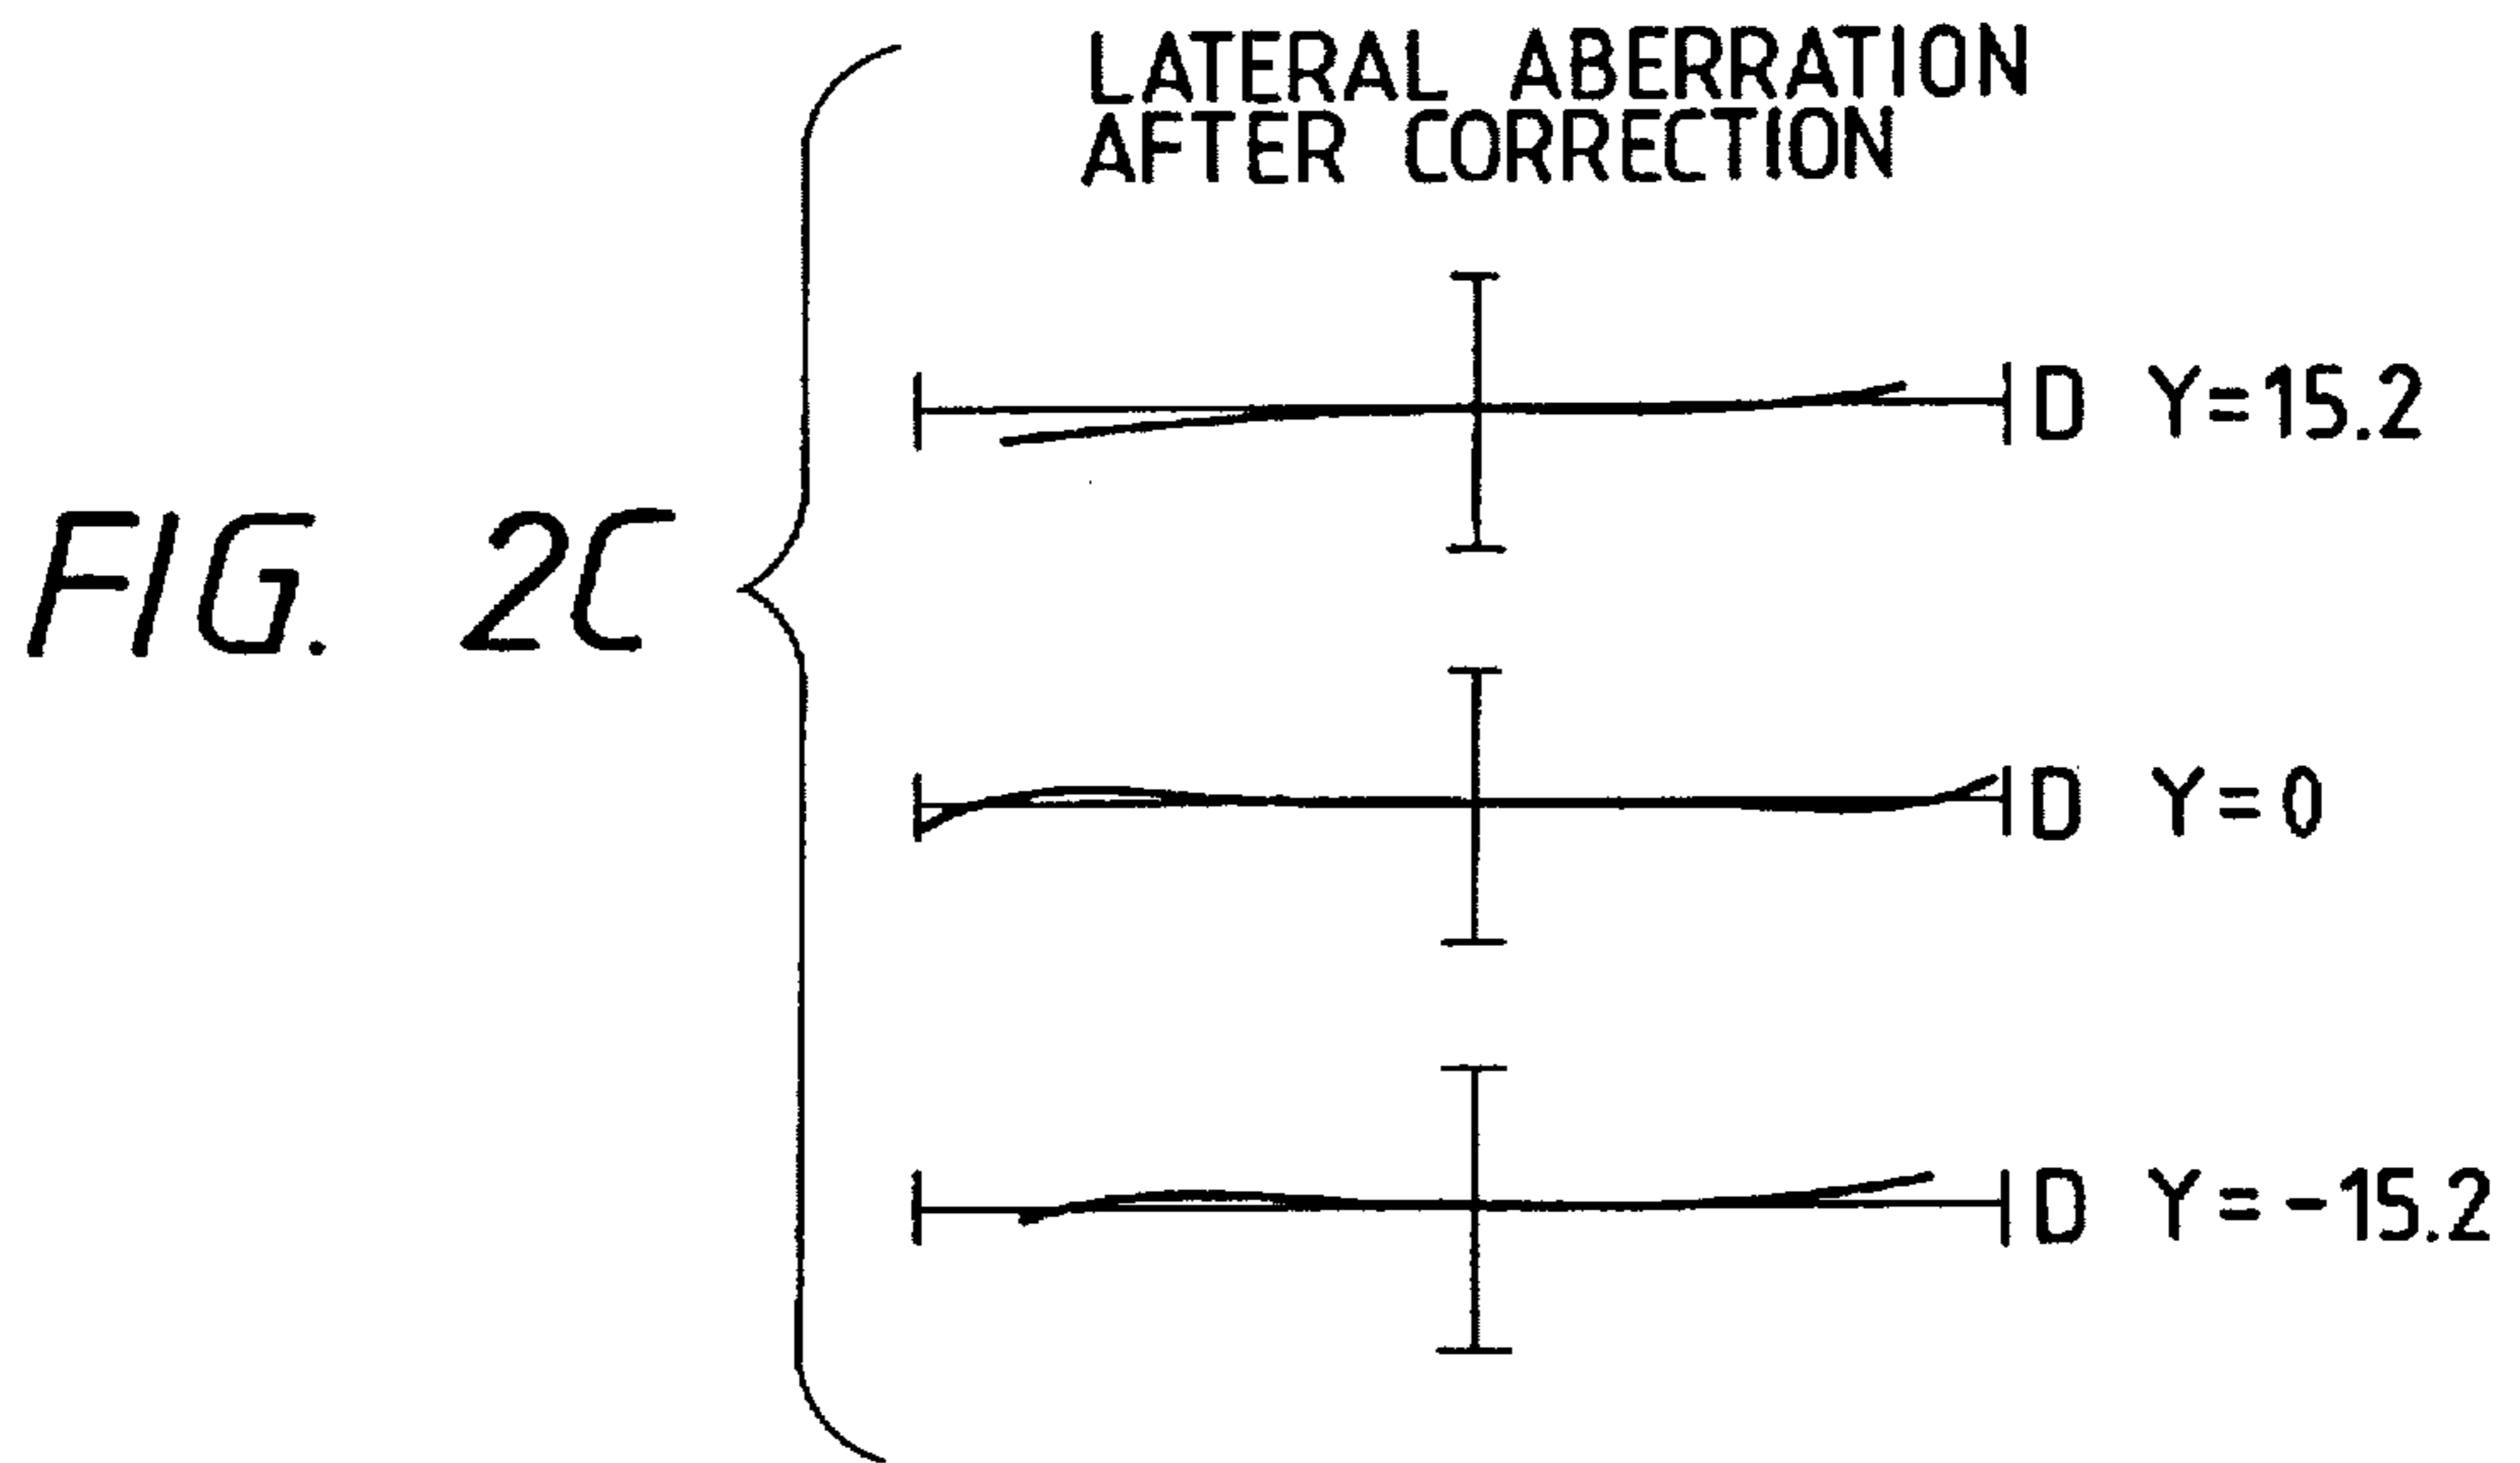 LATERAL ABERRATION
AFTER CORRECTION
D Y=15.2
FIG. 2C
D Y=0
D Y=-15.2